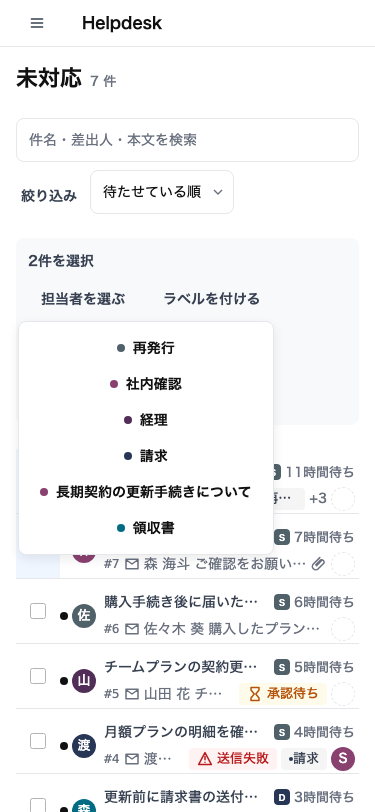 Helpdesk
未対応 7 件
件名・差出人・本文を検索
絞り込み 待たせている順
2件を選択
担当者を選ぶ ラベルを付ける
再発行
社内確認
経理
請求
長期契約の更新手続きについて
領収書
S 11時間待ち
… +3
S 7時間待ち
#7 森 海斗 ご確認をお願い…
佐 購入手続き後に届いた… S 6時間待ち
#6 佐々木 葵 購入したプラン…
山 チームプランの契約更… S 5時間待ち
#5 山田 花 チ… 承認待ち
渡 月額プランの明細を確… S 4時間待ち
#4 渡… 送信失敗 •請求 S
佐 更新前に請求書の送付… D 3時間待ち